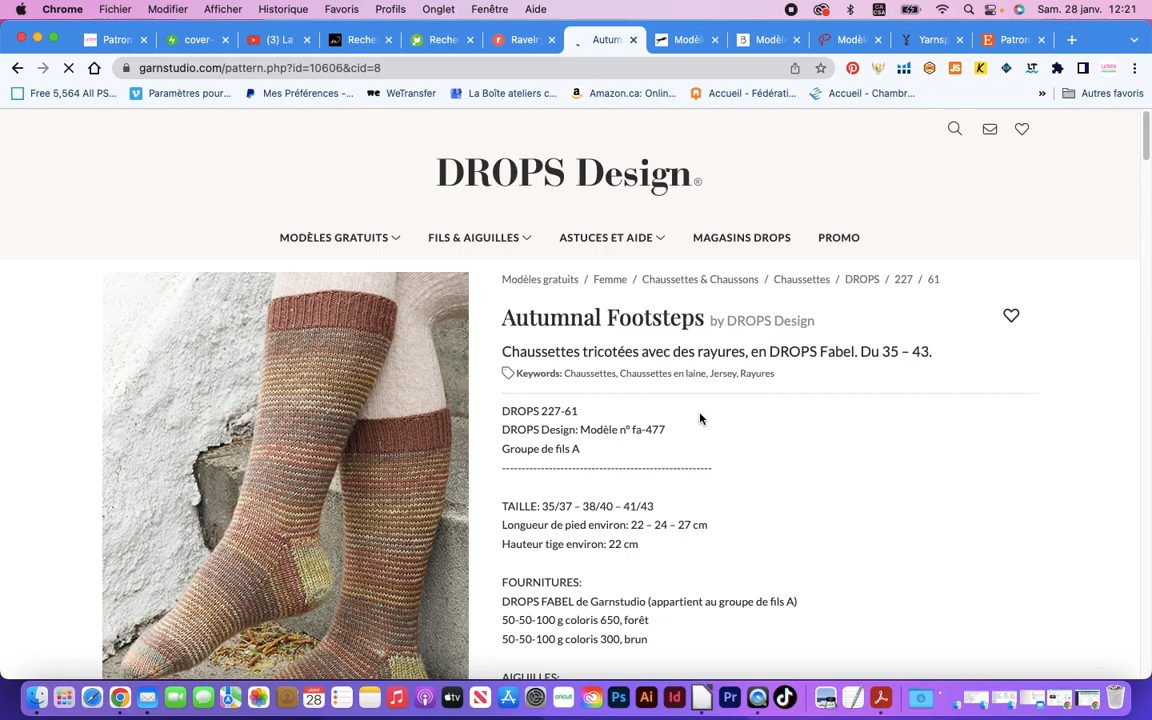 Chrome Fichier Modifier Afficher Historique Favoris Profils Onglet Fenêtre Aide Sam. 28 janv. 12:21
Patron cover- (3) La Reche Reche Ravelr Autum Modèl Modèl Modèl Yarnsp Patron
garnstudio.com/pattern.php?id=10606&cid=8
Free 5,564 All PS... Paramètres pour... Mes Préférences -... WeTransfer La Boîte ateliers c... Amazon.ca: Onlin... Accueil - Fédérati... Accueil - Chambr... » Autres favoris
DROPS Design®
MODÈLES GRATUITS FILS & AIGUILLES ASTUCES ET AIDE MAGASINS DROPS PROMO
Modèles gratuits / Femme / Chaussettes & Chaussons / Chaussettes / DROPS / 227 / 61
Autumnal Footsteps by DROPS Design
Chaussettes tricotées avec des rayures, en DROPS Fabel. Du 35 – 43.
Keywords: Chaussettes, Chaussettes en laine, Jersey, Rayures
DROPS 227-61
DROPS Design: Modèle n° fa-477
Groupe de fils A
-------------------------------------------------------
TAILLE: 35/37 – 38/40 – 41/43
Longueur de pied environ: 22 – 24 – 27 cm
Hauteur tige environ: 22 cm
FOURNITURES:
DROPS FABEL de Garnstudio (appartient au groupe de fils A)
50-50-100 g coloris 650, forêt
50-50-100 g coloris 300, brun